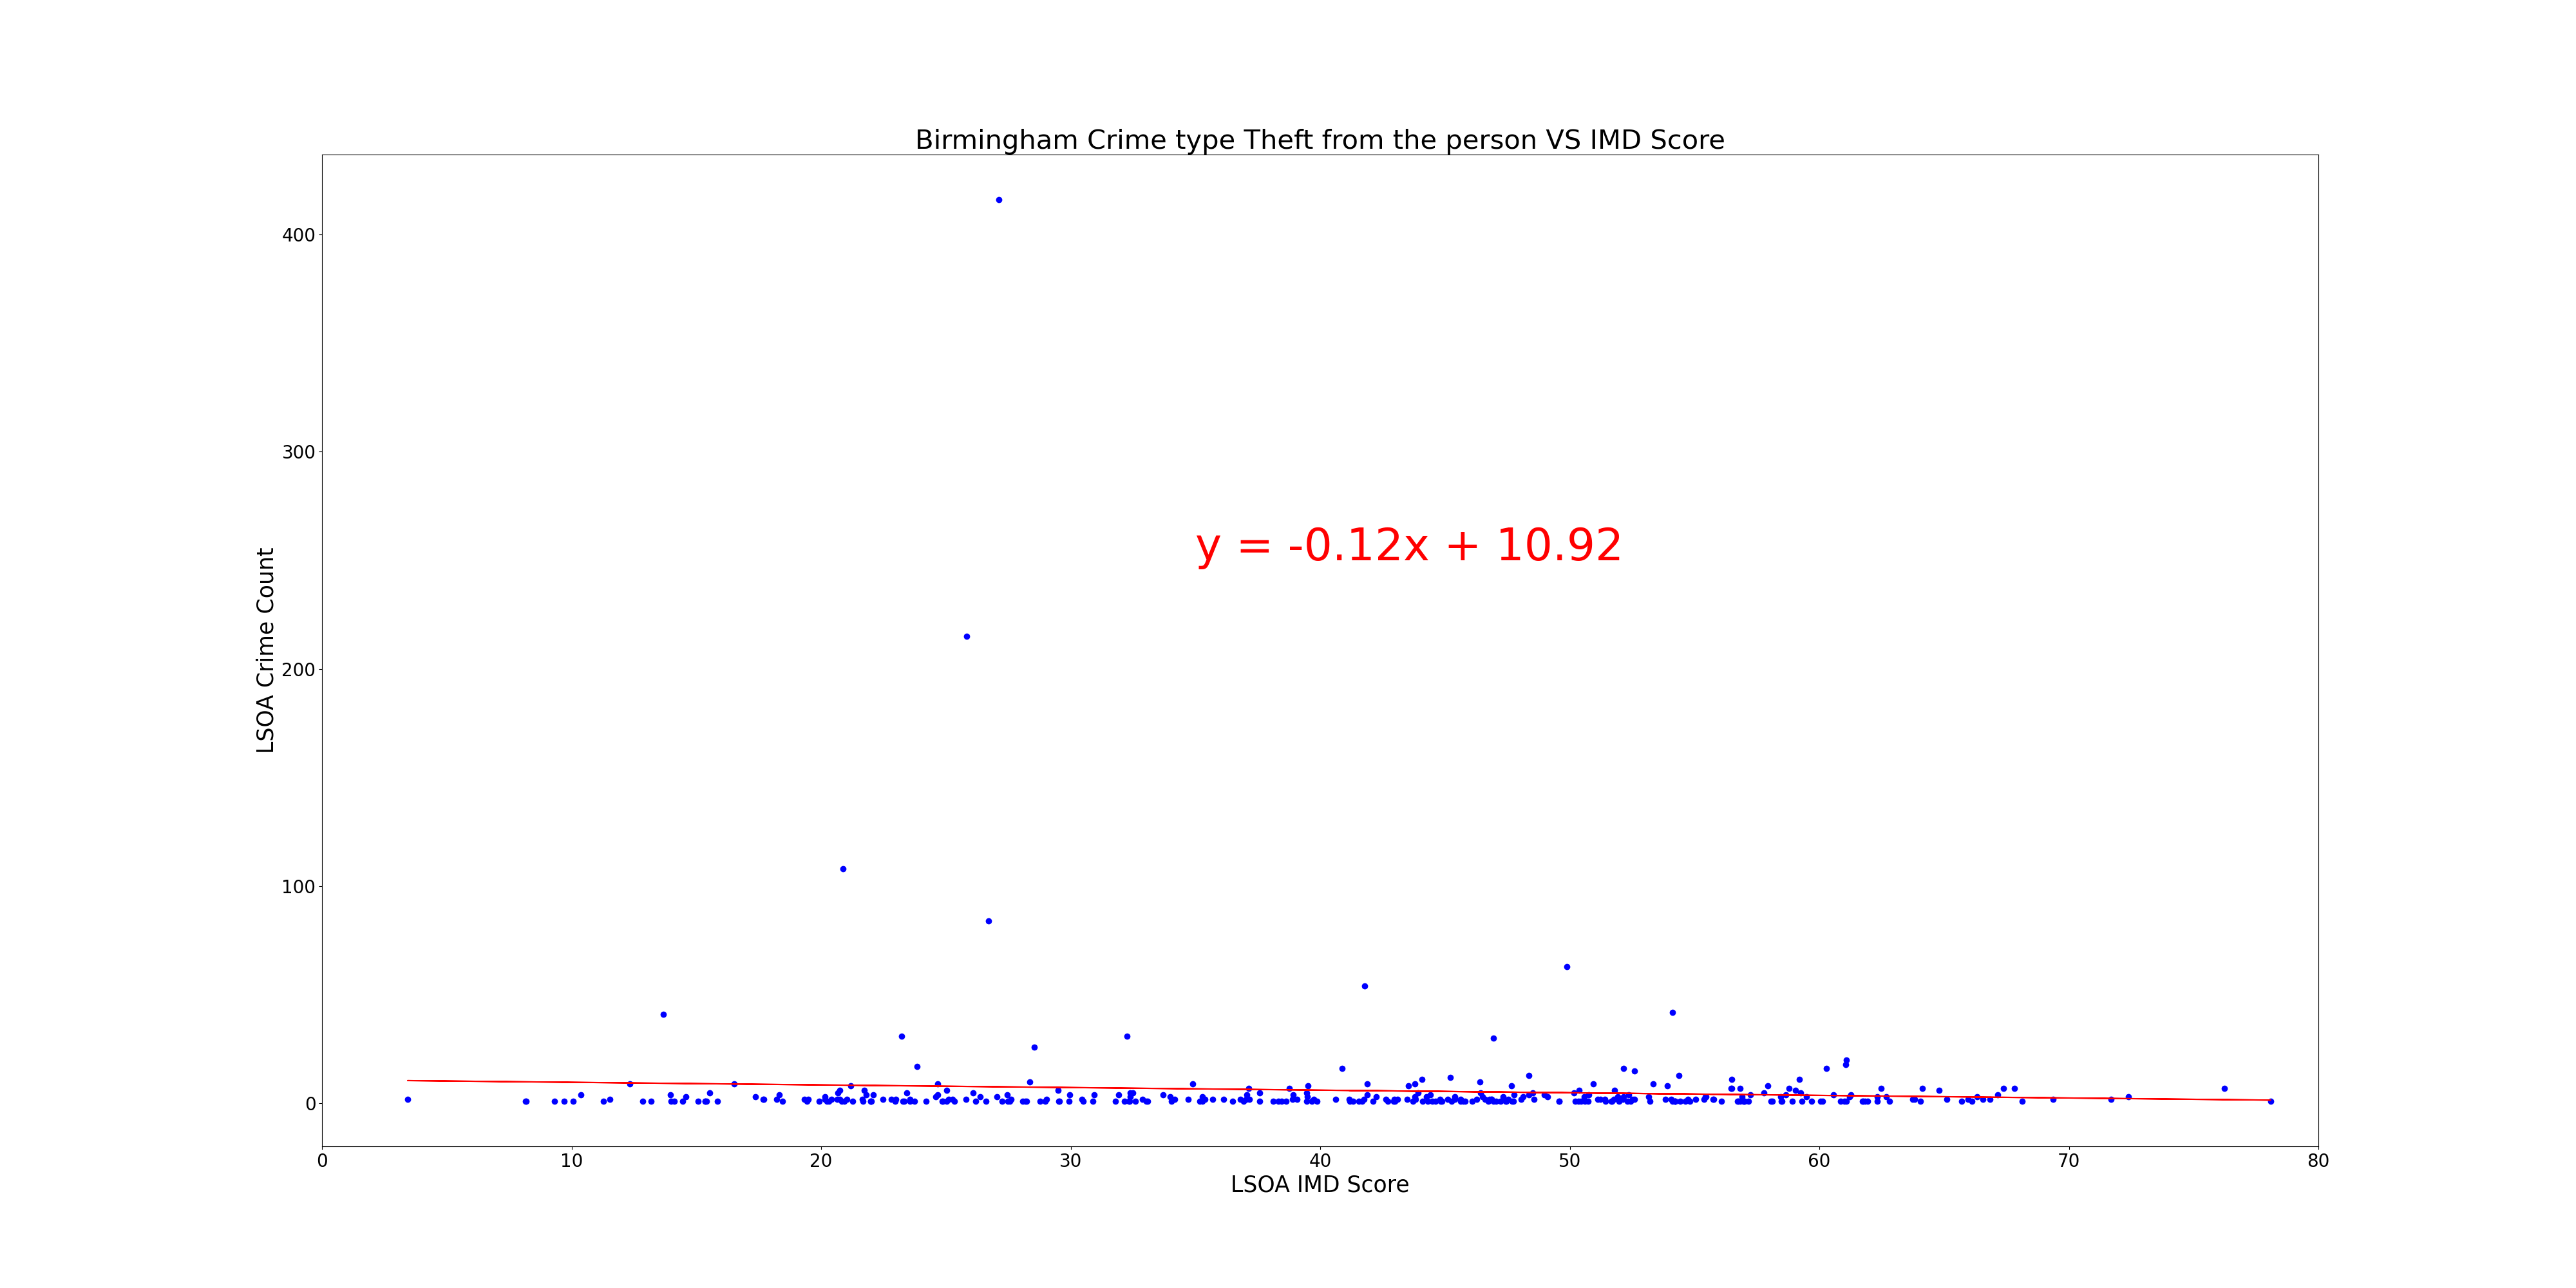 Birmingham Crime type Theft from the person VS IMD Score
400
300
200
100
0
LSOA Crime Count
y = -0.12x + 10.92
0 10 20 30 40 50 60 70 80
LSOA IMD Score